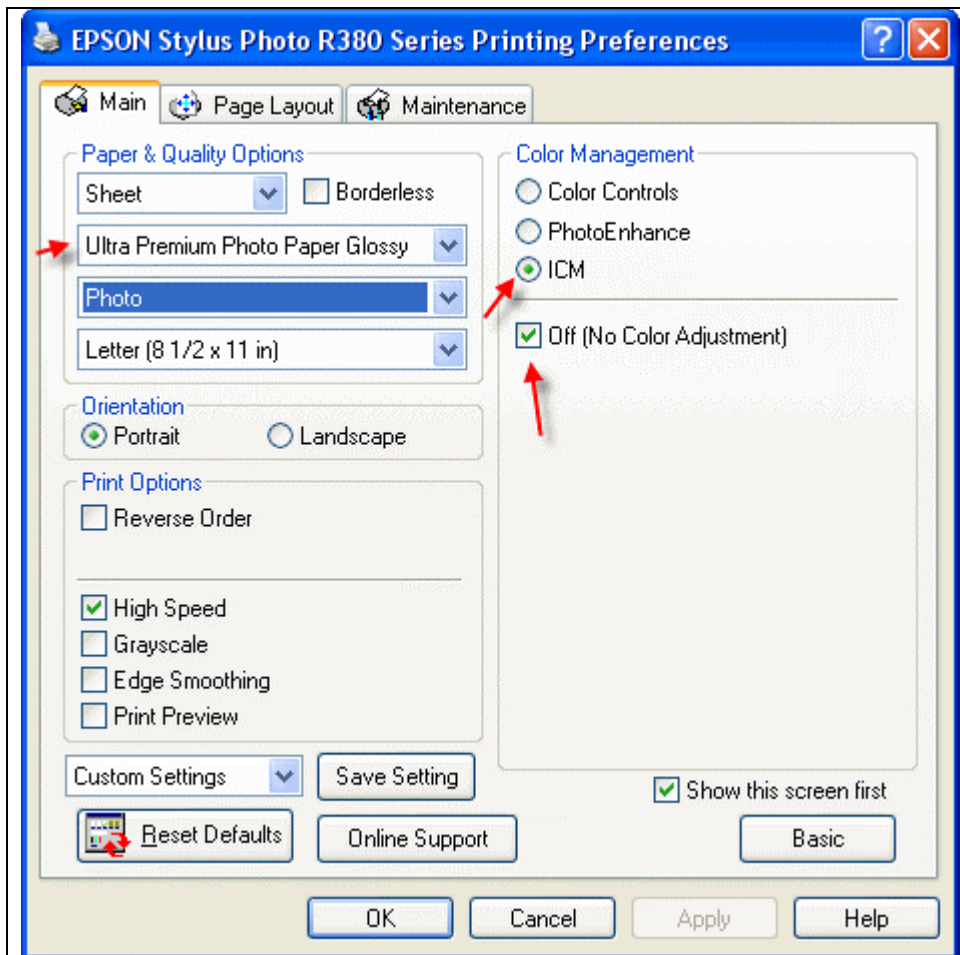 EPSON Stylus Photo R380 Series Printing Preferences
Main
Page Layout
Maintenance
Paper & Quality Options
Sheet
Borderless
Ultra Premium Photo Paper Glossy
Photo
Letter (8 1/2 x 11 in)
Orientation
Portrait
Landscape
Print Options
Reverse Order
High Speed
Grayscale
Edge Smoothing
Print Preview
Custom Settings
Save Setting
Reset Defaults
Online Support
Color Management
Color Controls
PhotoEnhance
ICM
Off (No Color Adjustment)
Show this screen first
Basic
OK
Cancel
Apply
Help